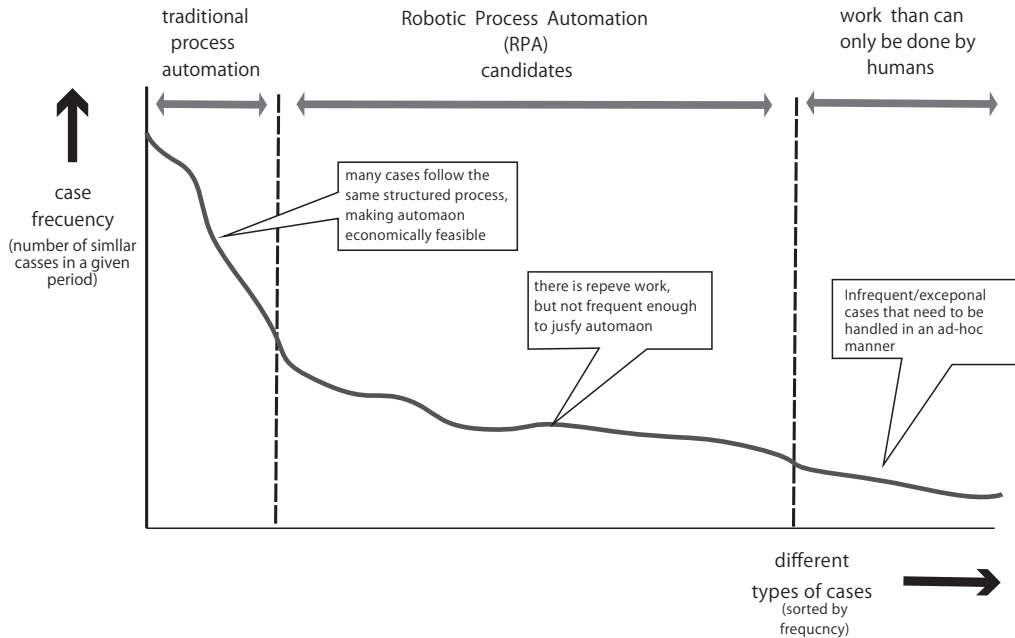 traditional
process
automation
Robotic Process Automation
(RPA)
candidates
work than can
only be done by
humans
case
frecuency
(number of simllar
casses in a given
period)
many cases follow the
same structured process,
making automaon
economically feasible
there is repeve work,
but not frequent enough
to jusfy automaon
Infrequent/exceponal
cases that need to be
handled in an ad-hoc
manner
different
types of cases
(sorted by
frequcncy)